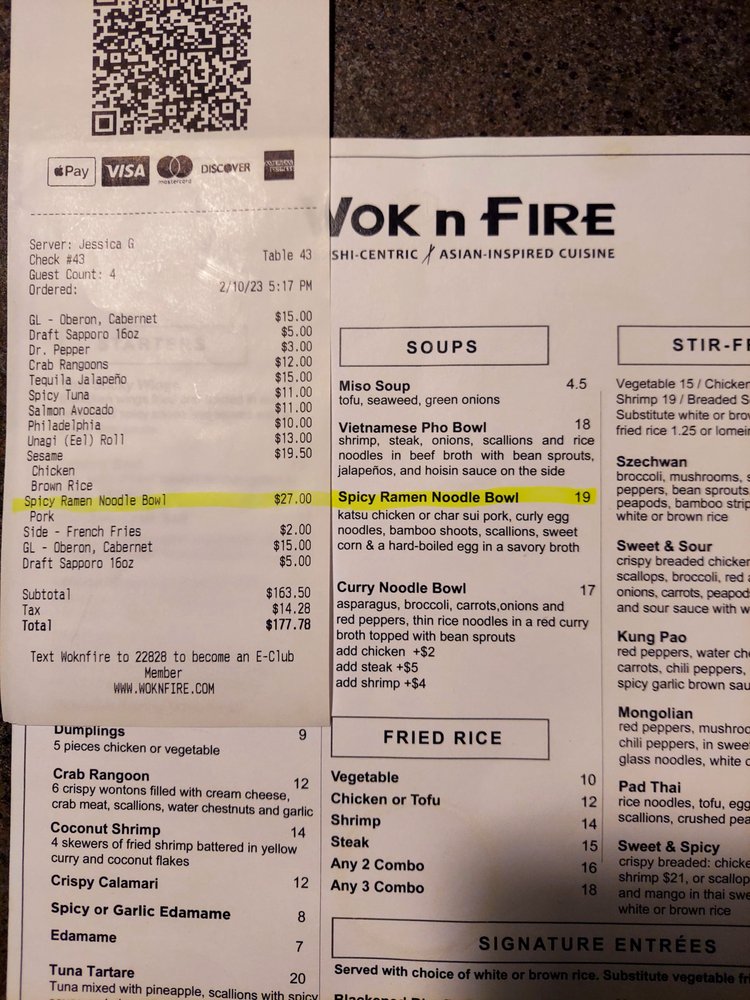 Pay
VISA
mastercard
DISCOVER
AMERICAN EXPRESS
Server: Jessica G
Check #43 Table 43
Guest Count: 4
Ordered: 2/10/23 5:17 PM
GL - Oberon, Cabernet $15.00
Draft Sapporo 16oz $5.00
Dr. Pepper $3.00
Crab Rangoons $12.00
Tequila Jalapeño $15.00
Spicy Tuna $11.00
Salmon Avocado $11.00
Philadelphia $10.00
Unagi (Eel) Roll $13.00
Sesame $19.50
Chicken
Brown Rice
Spicy Ramen Noodle Bowl $27.00
Pork
Side - French Fries $2.00
GL - Oberon, Cabernet $15.00
Draft Sapporo 16oz $5.00
Subtotal $163.50
Tax $14.28
Total $177.78
Text Woknfire to 22828 to become an E-Club
Member
WWW.WOKNFIRE.COM
WOK n FIRE
SHI-CENTRIC ASIAN-INSPIRED CUISINE
Dumplings 9
5 pieces chicken or vegetable
Crab Rangoon 12
6 crispy wontons filled with cream cheese,
crab meat, scallions, water chestnuts and garlic
Coconut Shrimp 14
4 skewers of fried shrimp battered in yellow
curry and coconut flakes
Crispy Calamari 12
Spicy or Garlic Edamame 8
Edamame 7
Tuna Tartare 20
Tuna mixed with pineapple, scallions with spicy
SOUPS
Miso Soup 4.5
tofu, seaweed, green onions
Vietnamese Pho Bowl 18
shrimp, steak, onions, scallions and rice
noodles in beef broth with bean sprouts,
jalapeños, and hoisin sauce on the side
Spicy Ramen Noodle Bowl 19
katsu chicken or char sui pork, curly egg
noodles, bamboo shoots, scallions, sweet
corn & a hard-boiled egg in a savory broth
Curry Noodle Bowl 17
asparagus, broccoli, carrots,onions and
red peppers, thin rice noodles in a red curry
broth topped with bean sprouts
add chicken +$2
add steak +$5
add shrimp +$4
FRIED RICE
Vegetable 10
Chicken or Tofu 12
Shrimp 14
Steak 15
Any 2 Combo 16
Any 3 Combo 18
STIR-F
Vegetable 15 / Chicken
Shrimp 19 / Breaded S
Substitute white or brow
fried rice 1.25 or lomein
Szechwan
broccoli, mushrooms, s
peppers, bean sprouts
peapods, bamboo strip
white or brown rice
Sweet & Sour
crispy breaded chicken
scallops, broccoli, red
onions, carrots, peapod
and sour sauce with w
Kung Pao
red peppers, water che
carrots, chili peppers,
spicy garlic brown sau
Mongolian
red peppers, mushroo
chili peppers, in sweet
glass noodles, white o
Pad Thai
rice noodles, tofu, egg
scallions, crushed pea
Sweet & Spicy
crispy breaded: chicke
shrimp $21, or scallop
and mango in thai swe
white or brown rice
SIGNATURE ENTRÉES
Served with choice of white or brown rice. Substitute vegetable fr